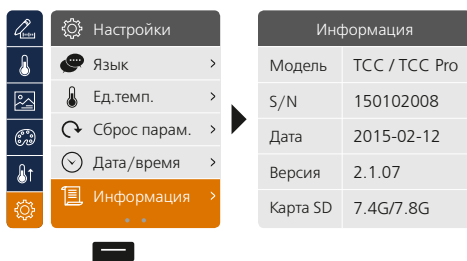 Настройки
Язык
Ед.темп.
Сброс парам.
Дата/время
Информация
Информация
Модель TCC / TCC Pro
S/N 150102008
Дата 2015-02-12
Версия 2.1.07
Карта SD 7.4G/7.8G